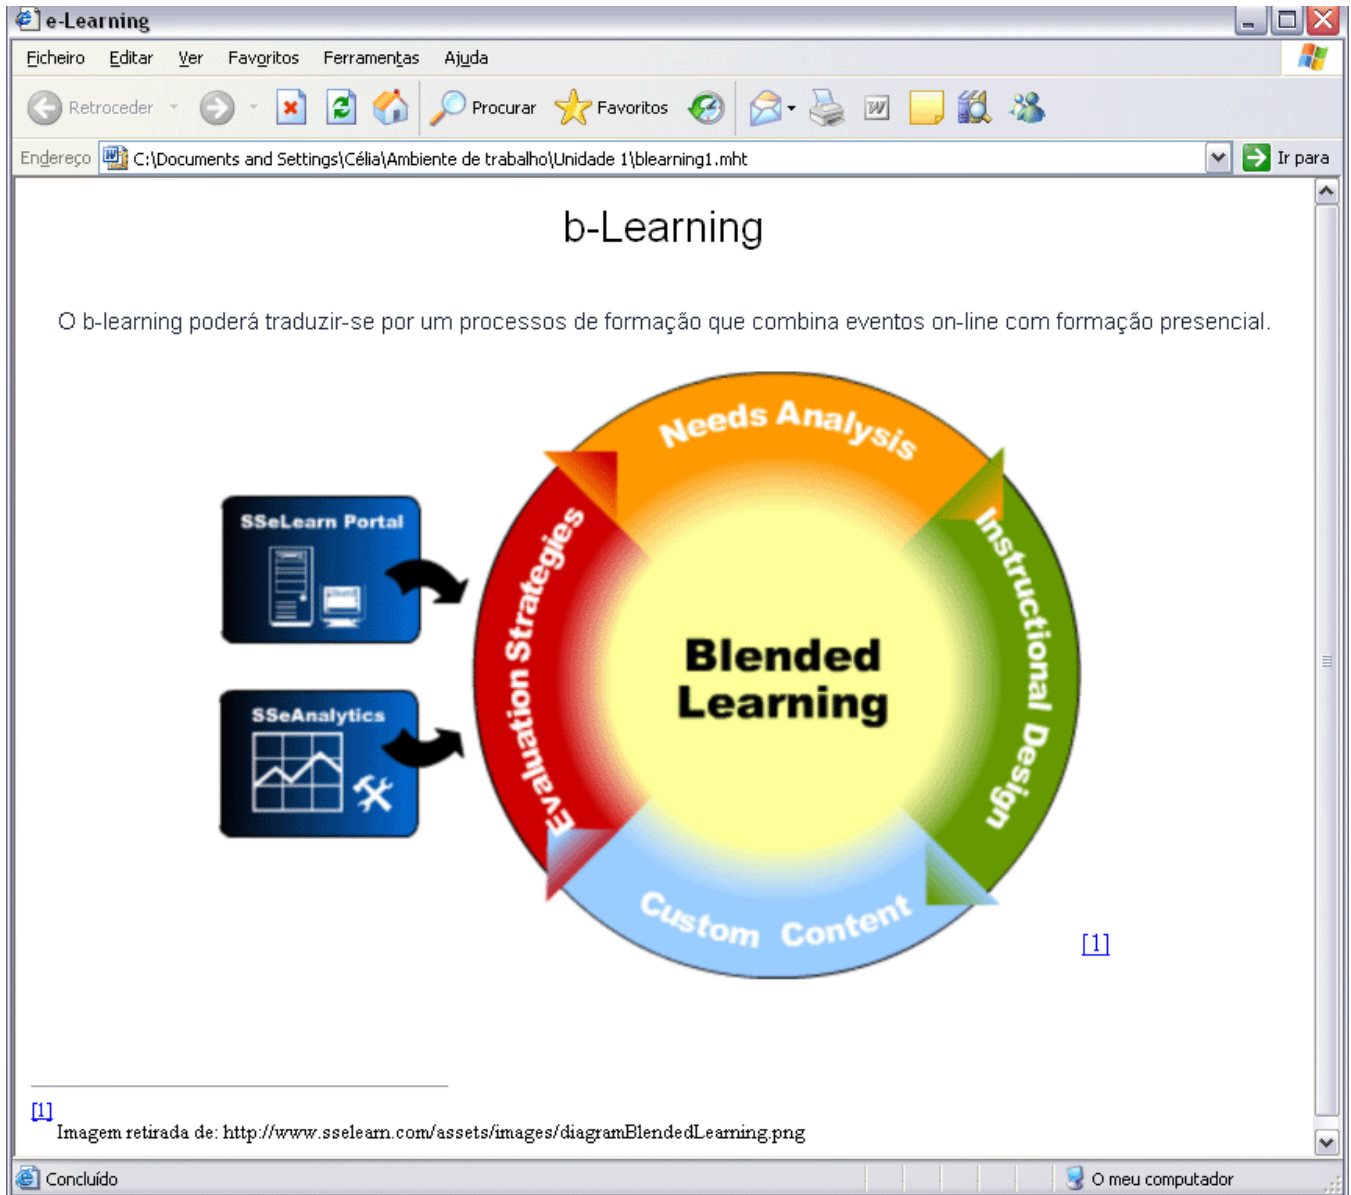 e-Learning
Ficheiro Editar Ver Favoritos Ferramentas Ajuda
Retroceder Procurar Favoritos
Endereço C:\Documents and Settings\Célia\Ambiente de trabalho\Unidade 1\blearning1.mht Ir para
b-Learning
O b-learning poderá traduzir-se por um processos de formação que combina eventos on-line com formação presencial.
Needs Analysis
SSeLearn Portal
Evaluation Strategies
Instructional Design
Blended
Learning
SSeAnalytics
Custom Content
[1]
[1]
Imagem retirada de: http://www.sselearn.com/assets/images/diagramBlendedLearning.png
Concluído O meu computador